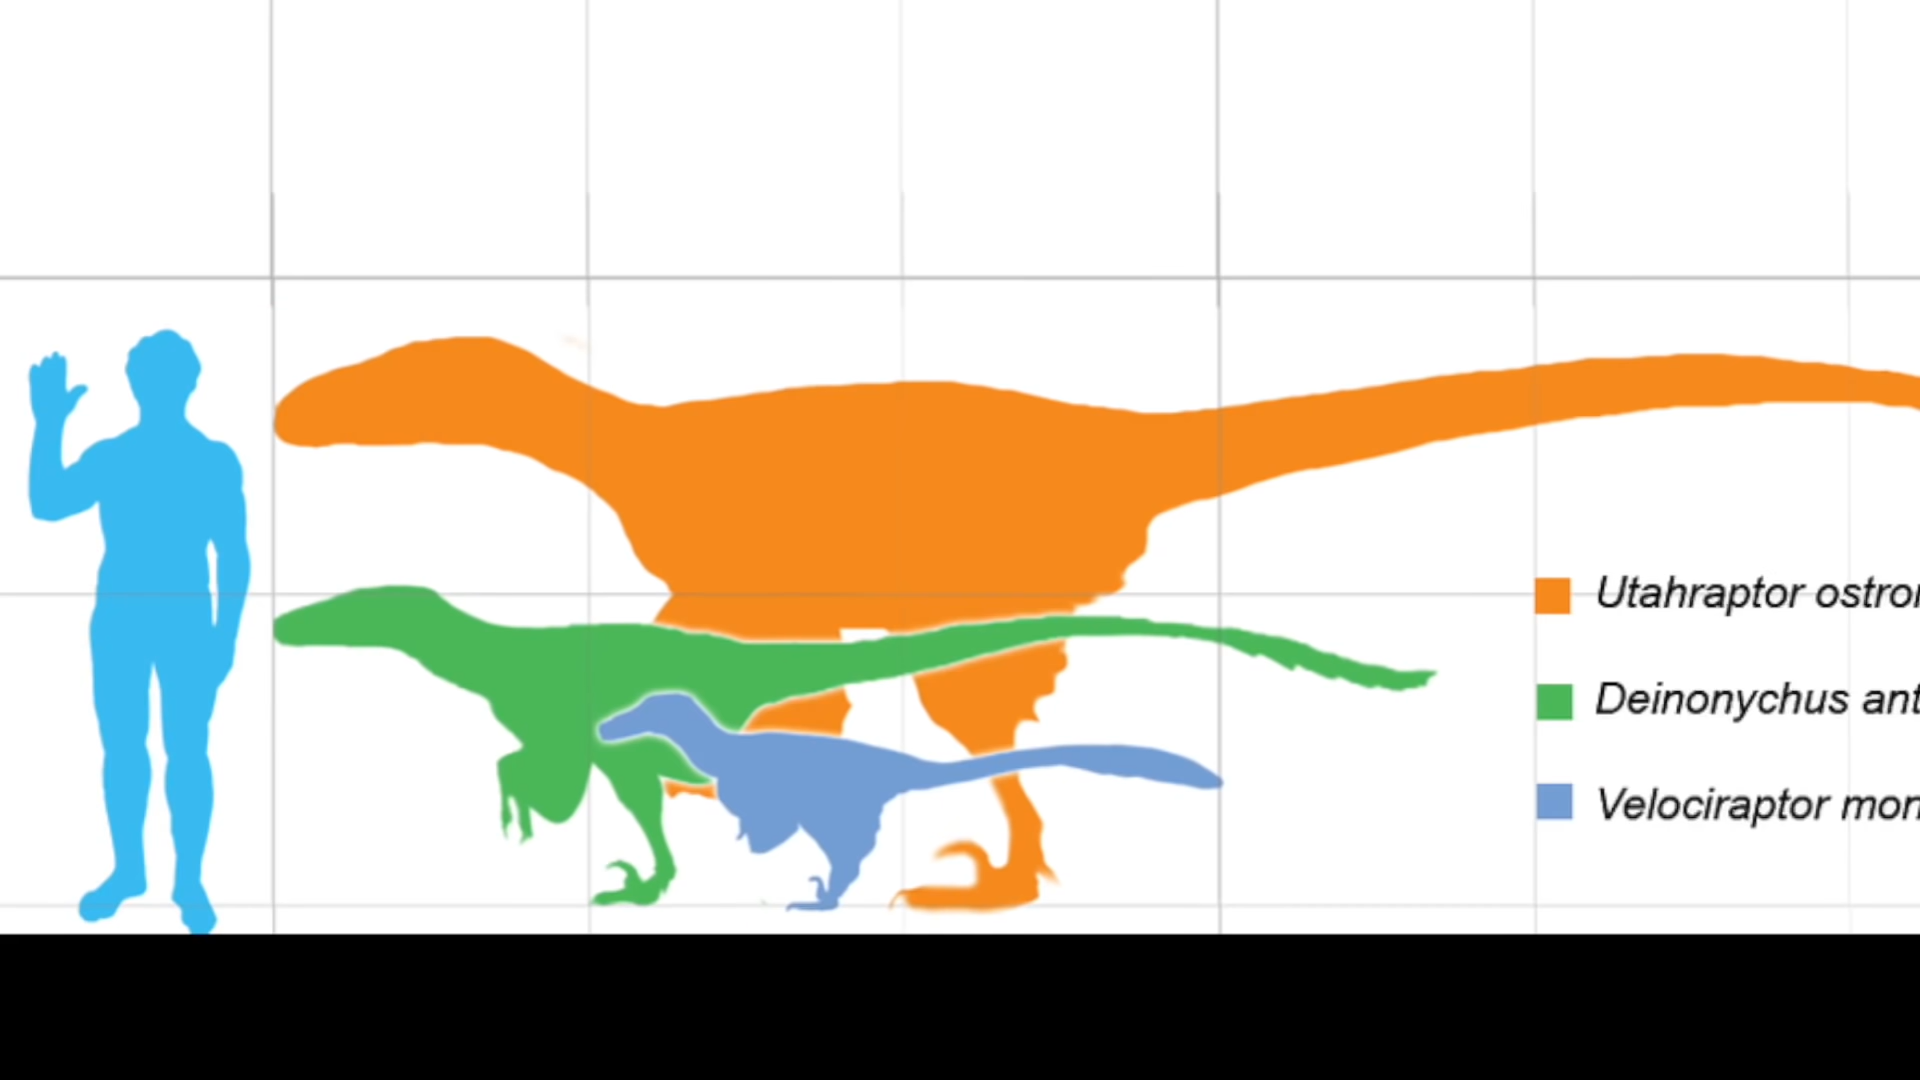 Utahraptor ostro
Deinonychus ant
Velociraptor mon